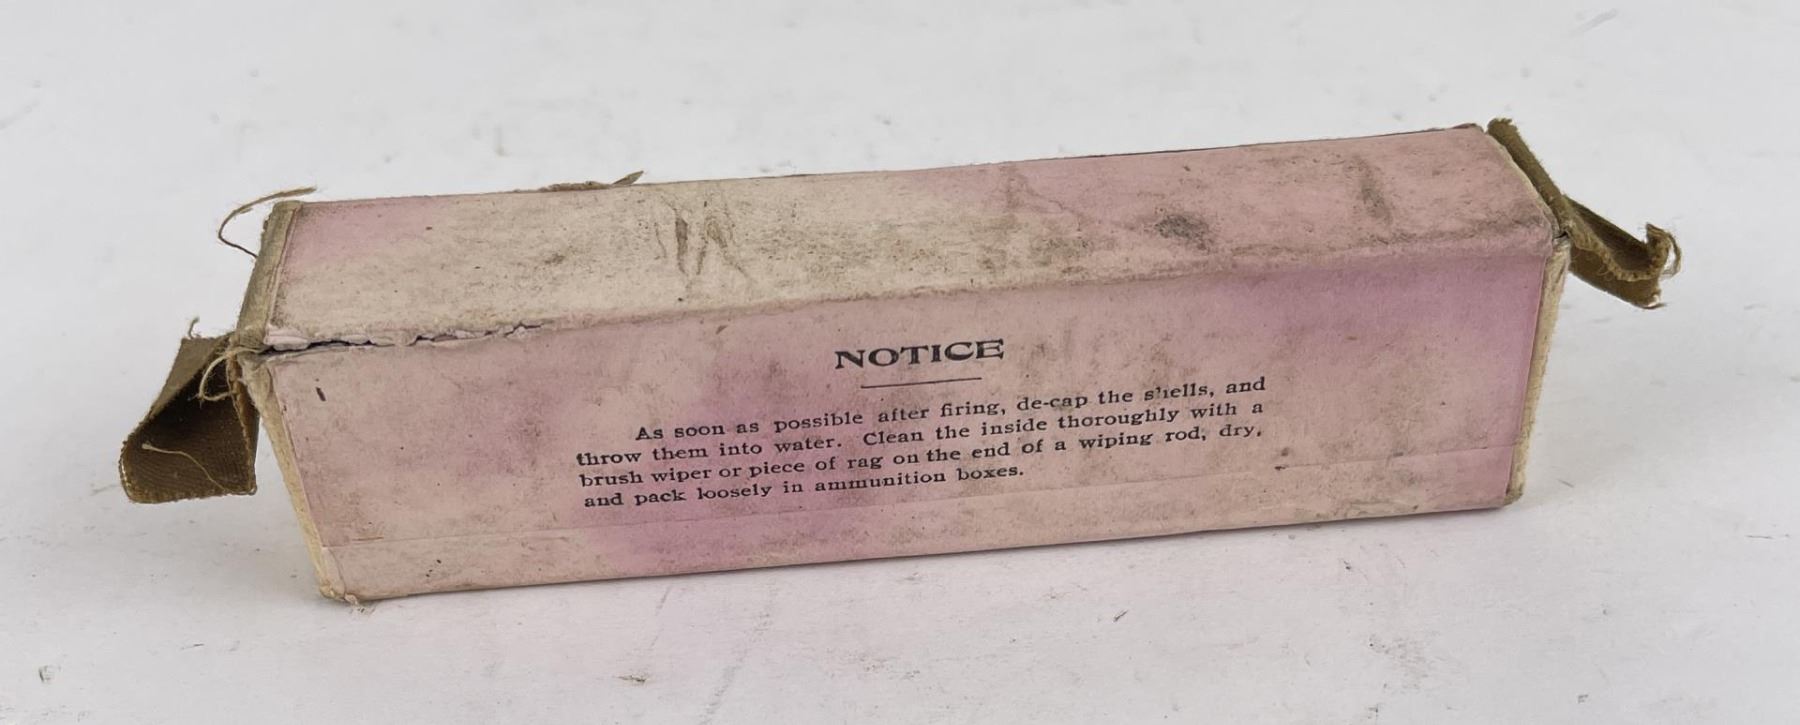 NOTICE
As soon as possible after firing, de-cap the shells, and
throw them into water. Clean the inside thoroughly with a
brush wiper or piece of rag on the end of a wiping rod, dry,
and pack loosely in ammunition boxes.